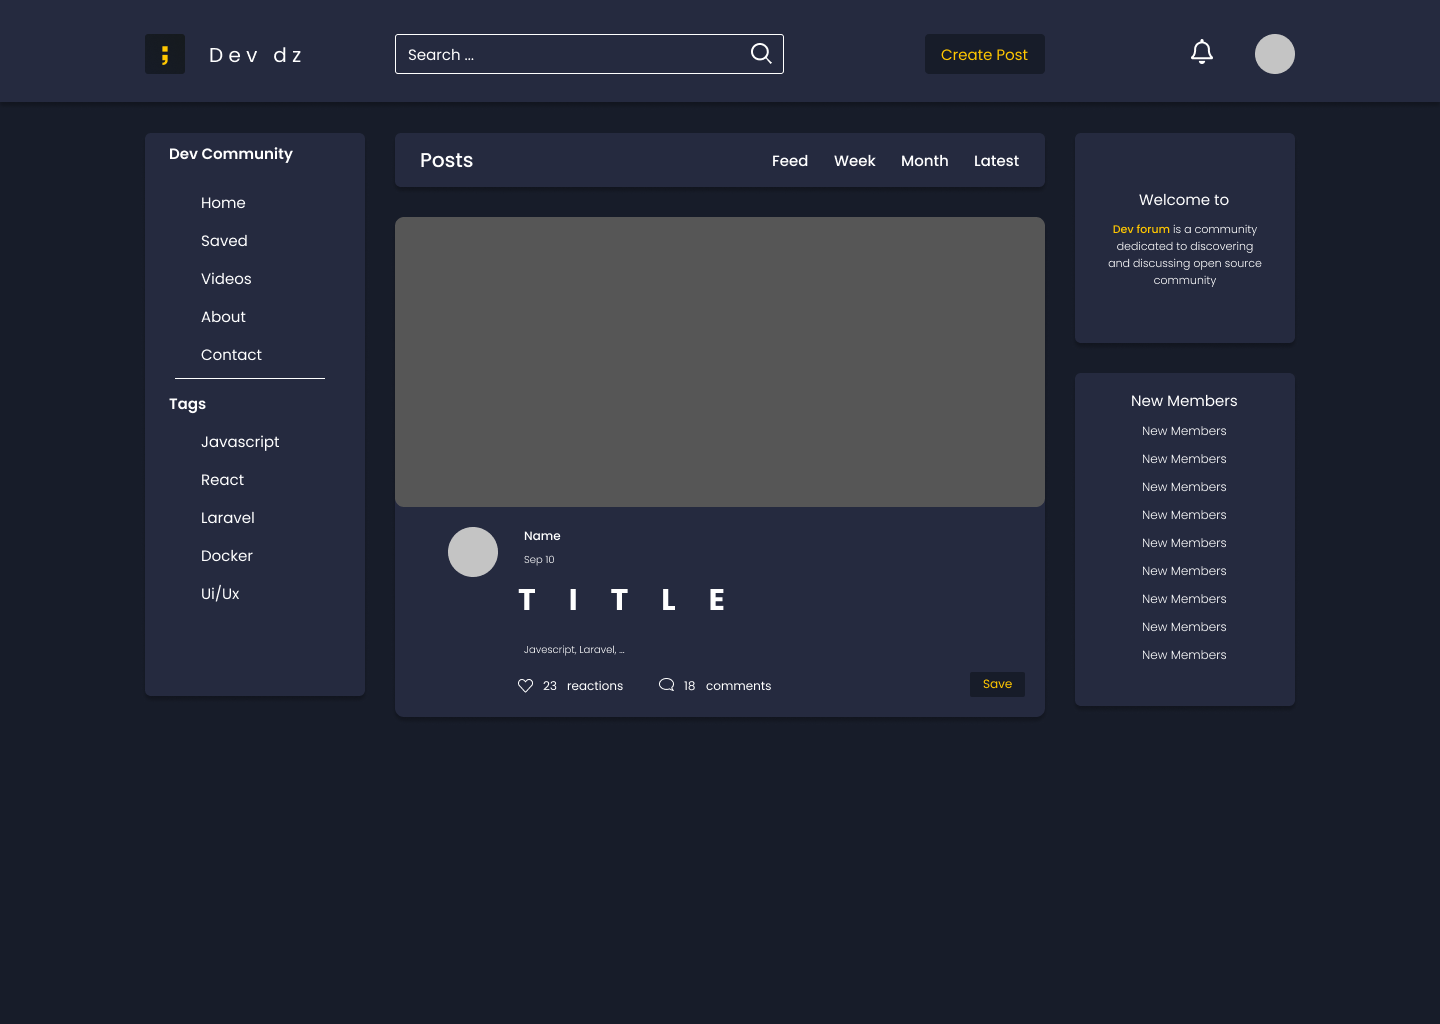 ;
Dev dz
Search ...
Create Post
Dev Community
Home
Saved
Videos
About
Contact
Tags
Javascript
React
Laravel
Docker
Ui/Ux
Posts
Feed
Week
Month
Latest
Name
Sep 10
T I T L E
Javescript, Laravel, ...
23 reactions
18 comments
Save
Welcome to
Dev forum is a community
dedicated to discovering
and discussing open source
community
New Members
New Members
New Members
New Members
New Members
New Members
New Members
New Members
New Members
New Members